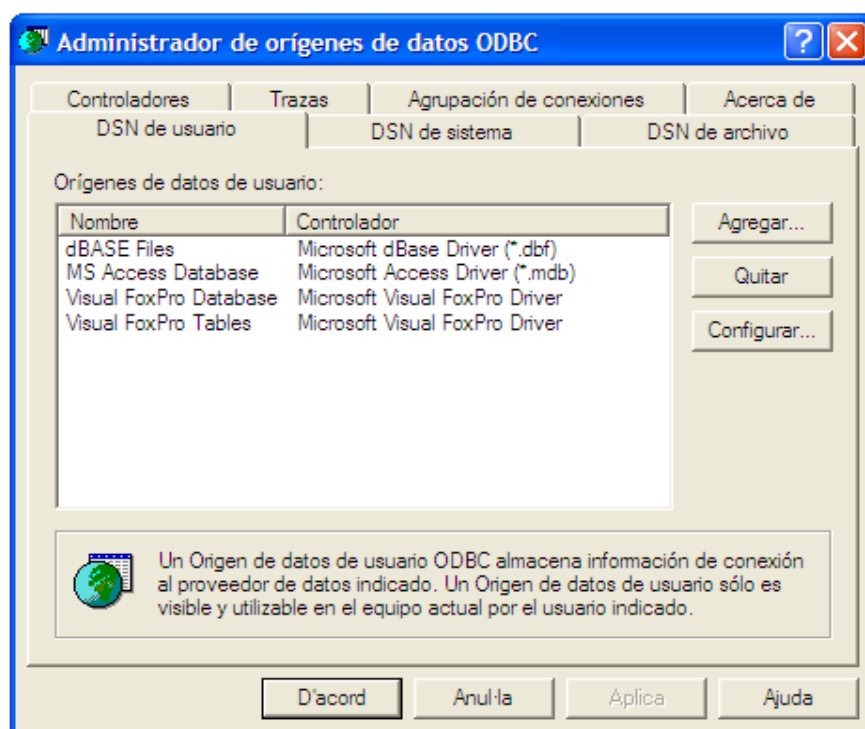 Administrador de orígenes de datos ODBC
Controladores Trazas Agrupación de conexiones Acerca de
DSN de usuario DSN de sistema DSN de archivo
Orígenes de datos de usuario:
Nombre Controlador
dBASE Files Microsoft dBase Driver (*.dbf)
MS Access Database Microsoft Access Driver (*.mdb)
Visual FoxPro Database Microsoft Visual FoxPro Driver
Visual FoxPro Tables Microsoft Visual FoxPro Driver
Agregar...
Quitar
Configurar...
Un Origen de datos de usuario ODBC almacena información de conexión
al proveedor de datos indicado. Un Origen de datos de usuario sólo es
visible y utilizable en el equipo actual por el usuario indicado.
D'acord Anul·la Aplica Ajuda